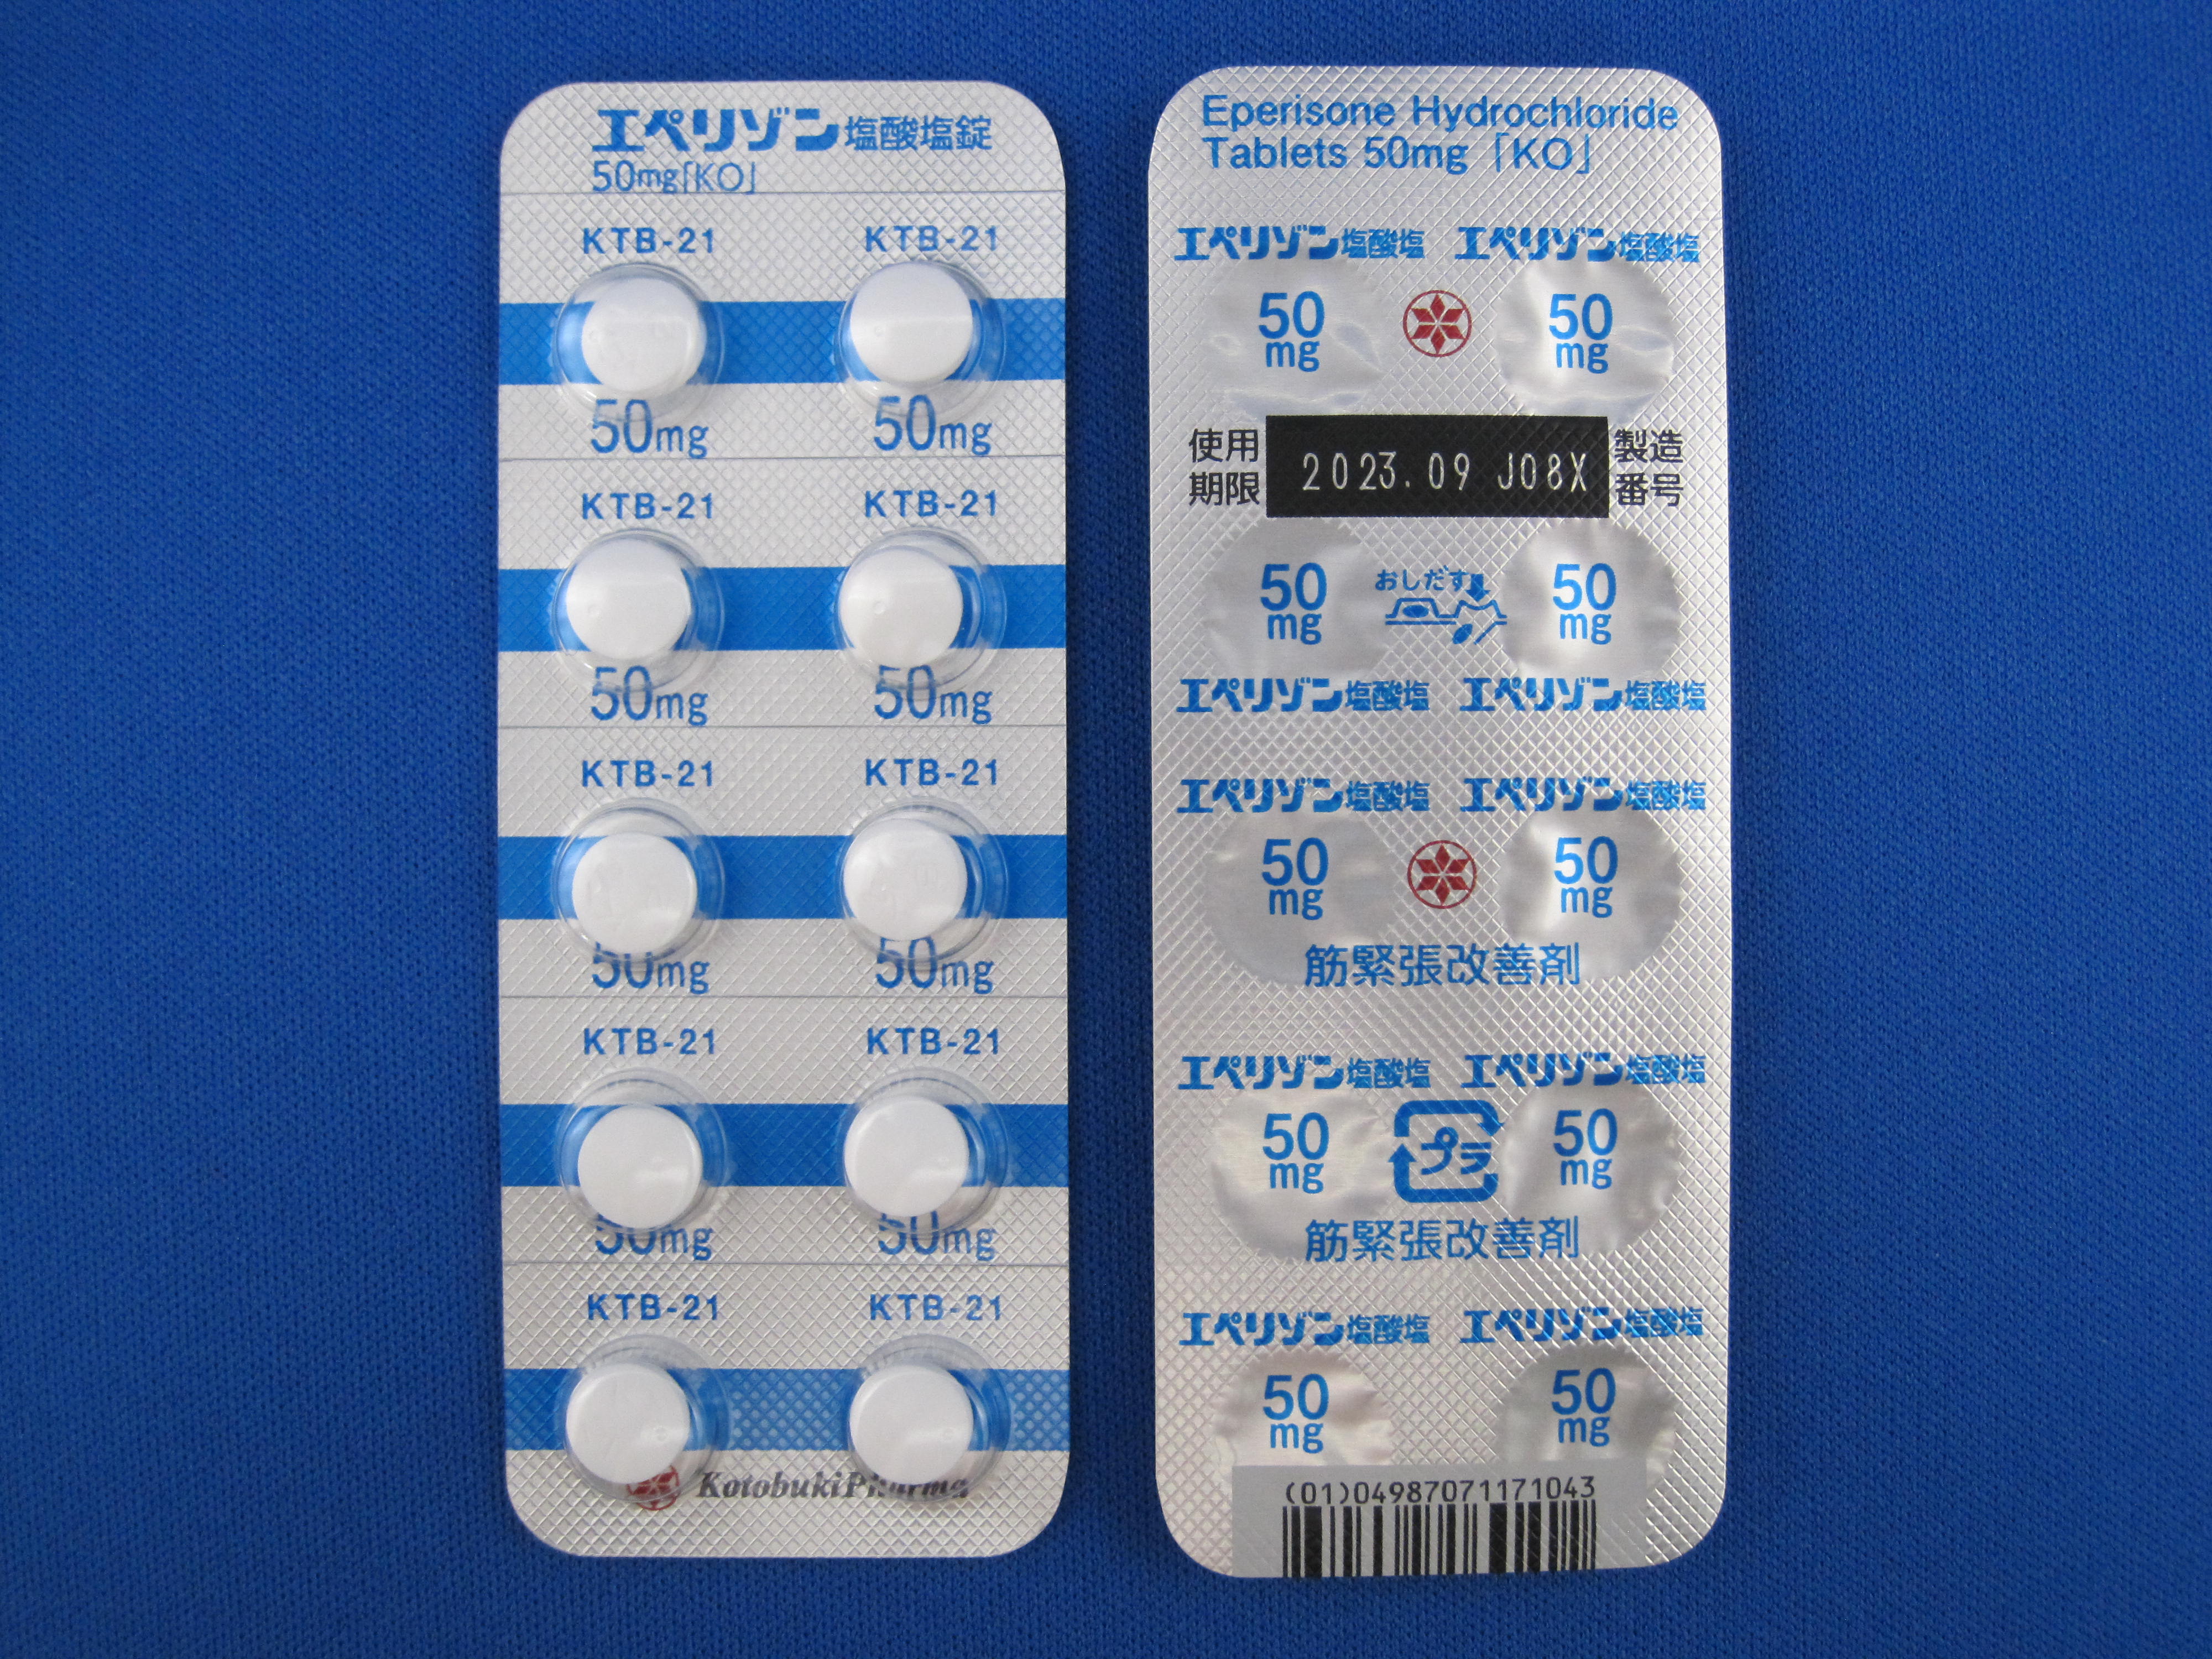 エペリゾン塩酸塩錠
50mg「KO」
KTB-21 KTB-21
50mg 50mg
KTB-21 KTB-21
50mg 50mg
KTB-21 KTB-21
50mg 50mg
KTB-21 KTB-21
50mg 50mg
KTB-21 KTB-21
KotobukiPharma
Eperisone Hydrochloride
Tablets 50mg「KO」
エペリゾン塩酸塩 エペリゾン塩酸塩
50 50
mg mg
使用 製造
2023.09 J08X
期限 番号
50 おしだす 50
mg mg
エペリゾン塩酸塩 エペリゾン塩酸塩
エペリゾン塩酸塩 エペリゾン塩酸塩
50 50
mg mg
筋緊張改善剤
エペリゾン塩酸塩 エペリゾン塩酸塩
50 プラ 50
mg mg
筋緊張改善剤
エペリゾン塩酸塩 エペリゾン塩酸塩
50 50
mg mg
(01)04987071171043